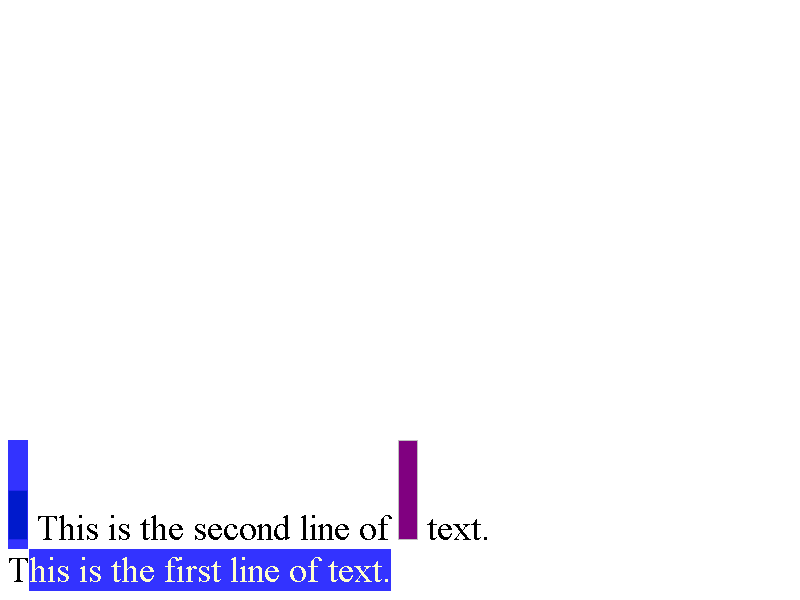 This is the second line of text.
This is the first line of text.